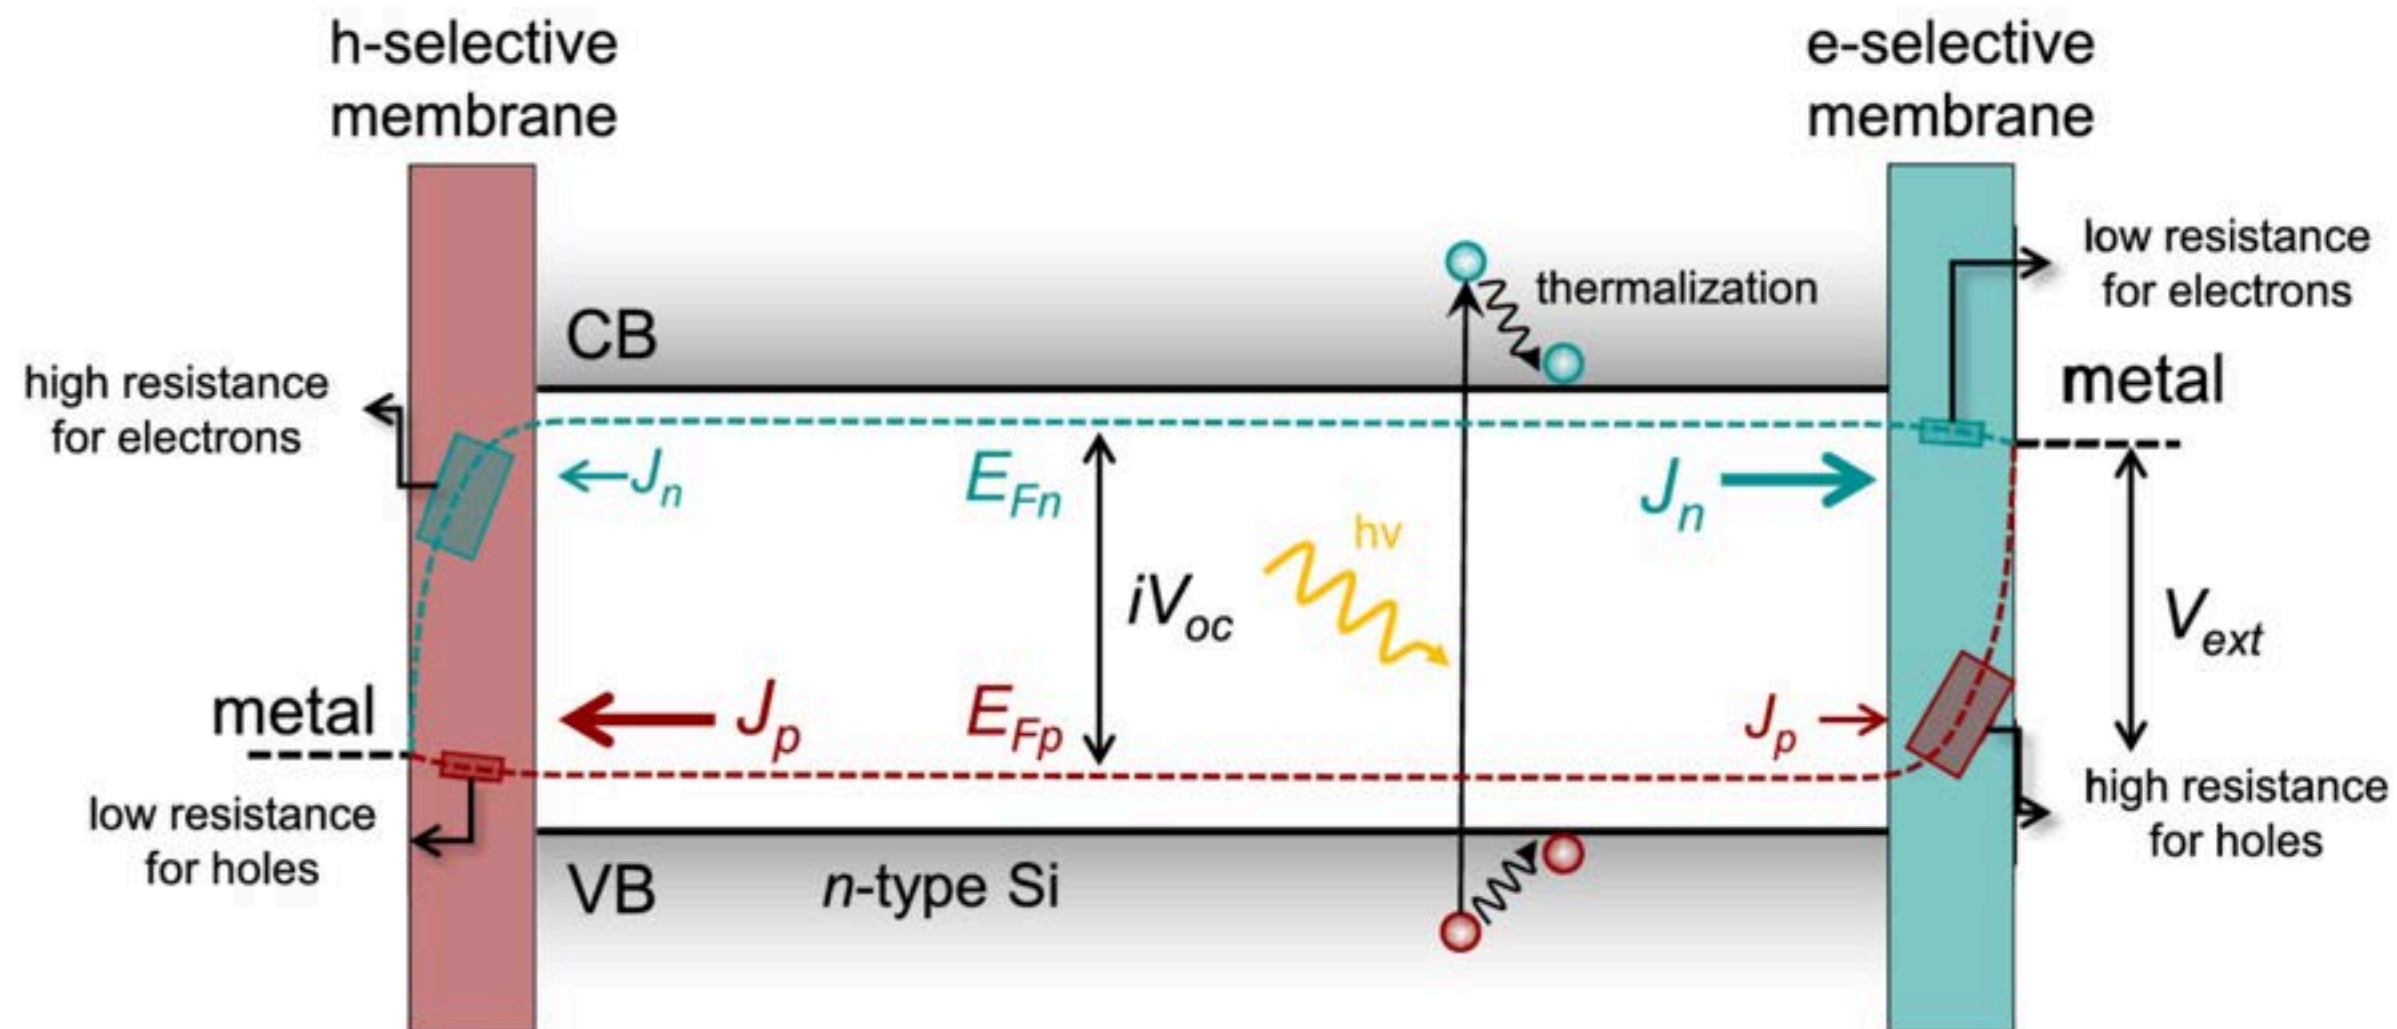 h-selective
membrane
e-selective
membrane
low resistance
for electrons
thermalization
CB
high resistance
for electrons
metal
Jn
EFn
Jn
hν
iVoc
Vext
metal
Jp
EFp
Jp
low resistance
for holes
high resistance
for holes
VB
n-type Si